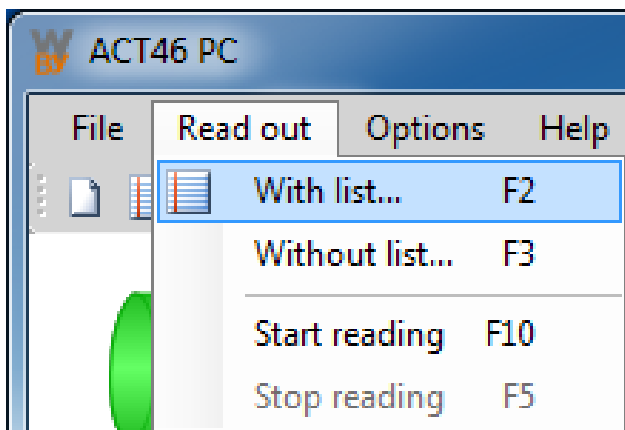 WBY ACT46 PC
File Read out Options Help
With list... F2
Without list... F3
Start reading F10
Stop reading F5